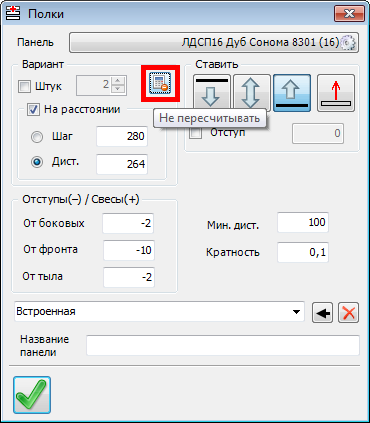 Полки
Панель ЛДСП16 Дуб Сонома 8301 (16)
Вариант
Ставить
Штук 2
На расстоянии
Не пересчитывать
Шаг 280
Отступ 0
Дист. 264
Отступы(–) / Свесы(+)
От боковых -2
Мин. дист. 100
От фронта -10
Кратность 0,1
От тыла -2
Встроенная
Название
панели